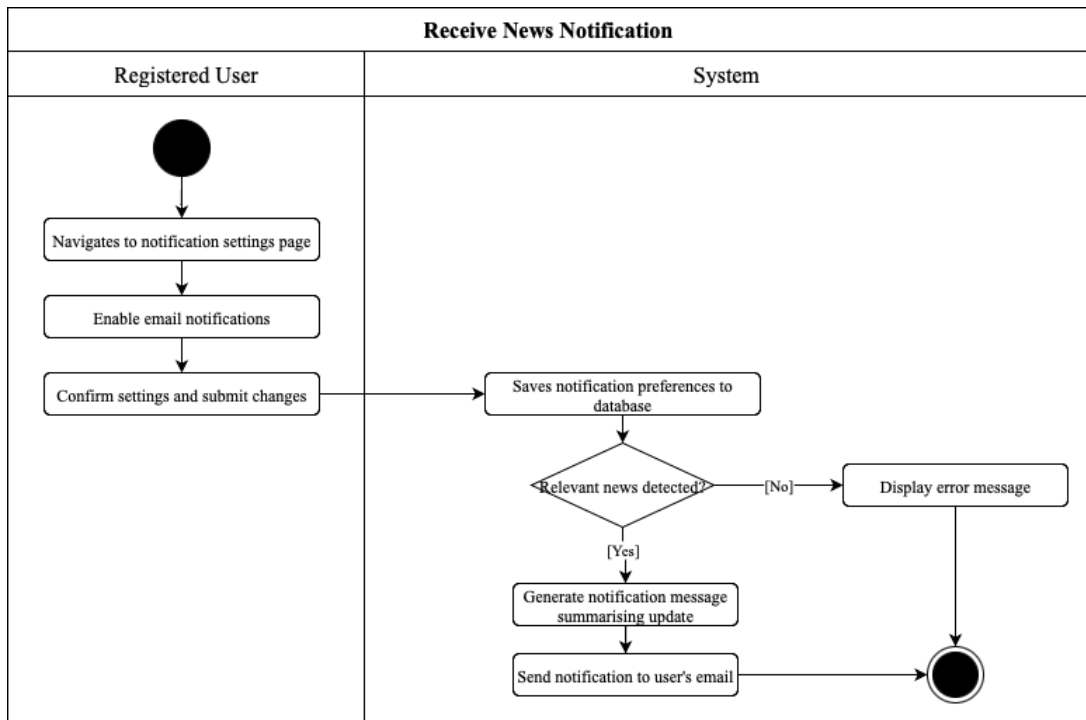 Receive News Notification
Registered User
System
Navigates to notification settings page
Enable email notifications
Confirm settings and submit changes
Saves notification preferences to
database
Relevant news detected?
[No]
Display error message
[Yes]
Generate notification message
summarising update
Send notification to user's email